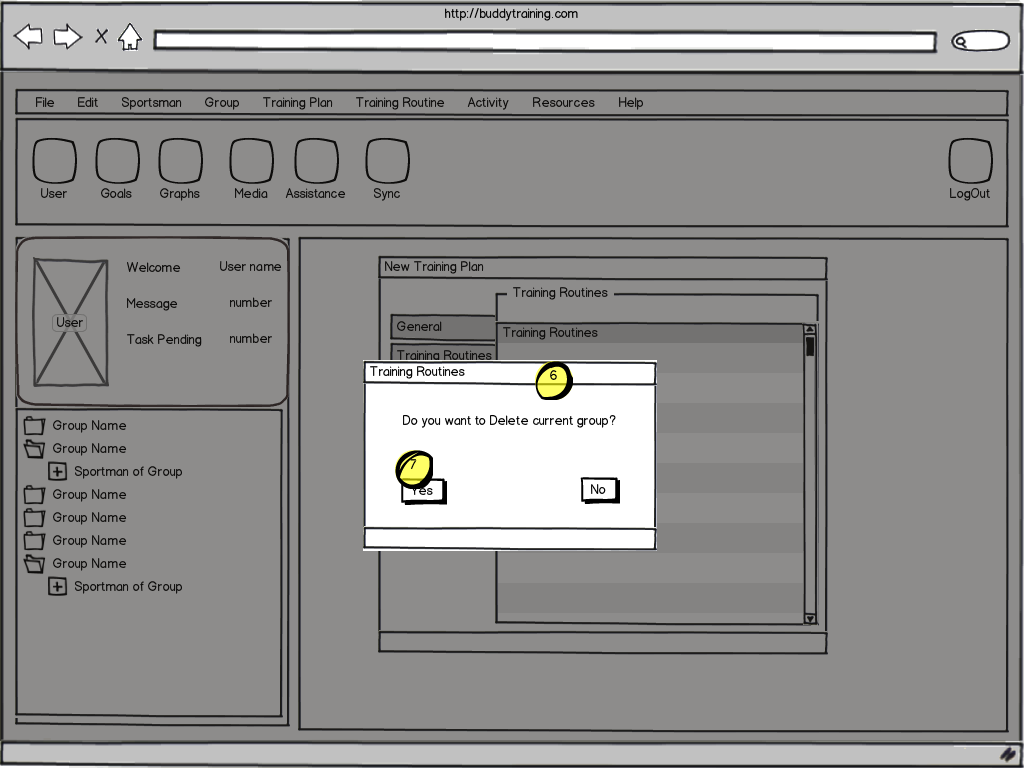 http://buddytraining.com
File Edit Sportsman Group Training Plan Training Routine Activity Resources Help
User Goals Graphs Media Assistance Sync LogOut
User
Welcome User name
Message number
Task Pending number
Group Name
Group Name
Sportman of Group
Group Name
Group Name
Group Name
Group Name
Sportman of Group
New Training Plan
Training Routines
General
Training Routines
Training Routines
Training Routines
6
Do you want to Delete current group?
7
Yes No